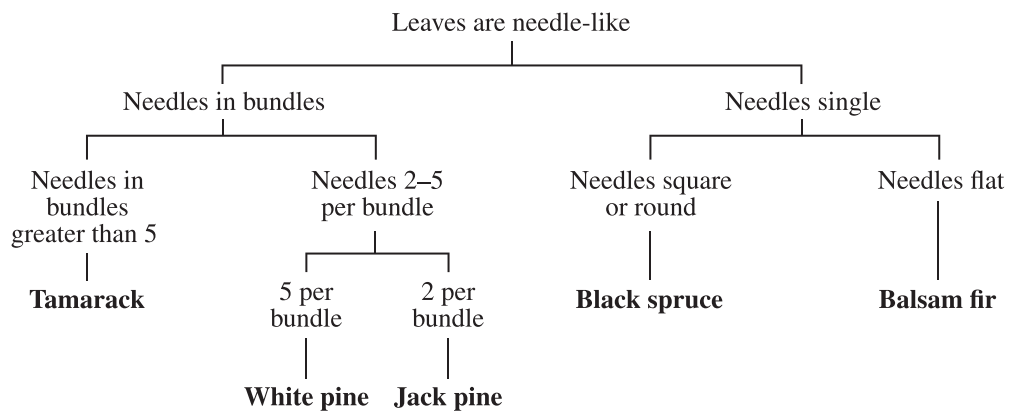 Leaves are needle-like
Needles in bundles
Needles single
Needles in
bundles
greater than 5
Needles 2–5
per bundle
Needles square
or round
Needles flat
Tamarack
5 per
bundle
2 per
bundle
Black spruce
Balsam fir
White pine
Jack pine